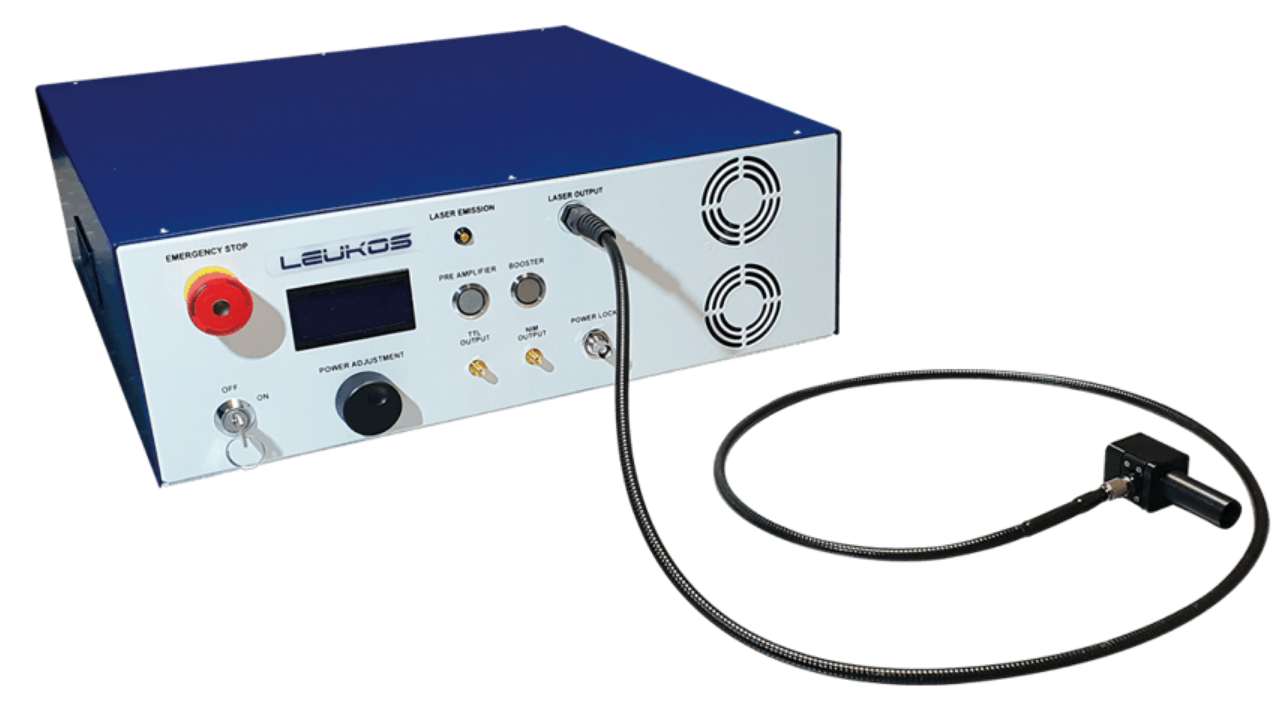 EMERGENCY STOP
LEUKOS
LASER EMISSION
LASER OUTPUT
PRE AMPLIFIER
BOOSTER
TTL
OUTPUT
NIM
OUTPUT
POWER LOCK
POWER ADJUSTMENT
OFF
ON